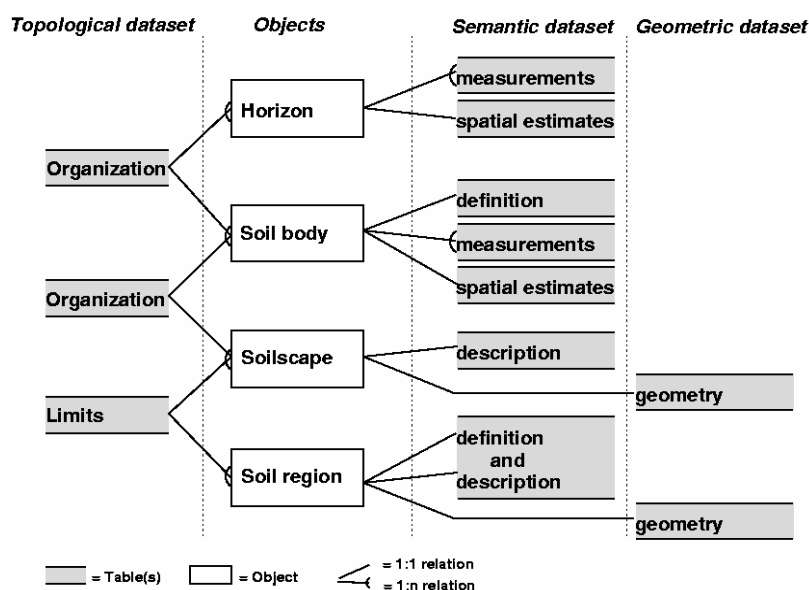 Topological dataset Objects Semantic dataset Geometric dataset
measurements
Horizon
spatial estimates
Organization
definition
Soil body
measurements
spatial estimates
Organization
description
Soilscape
geometry
Limits
definition
and
description
Soil region
geometry
= Table(s) = Object = 1:1 relation
= 1:n relation